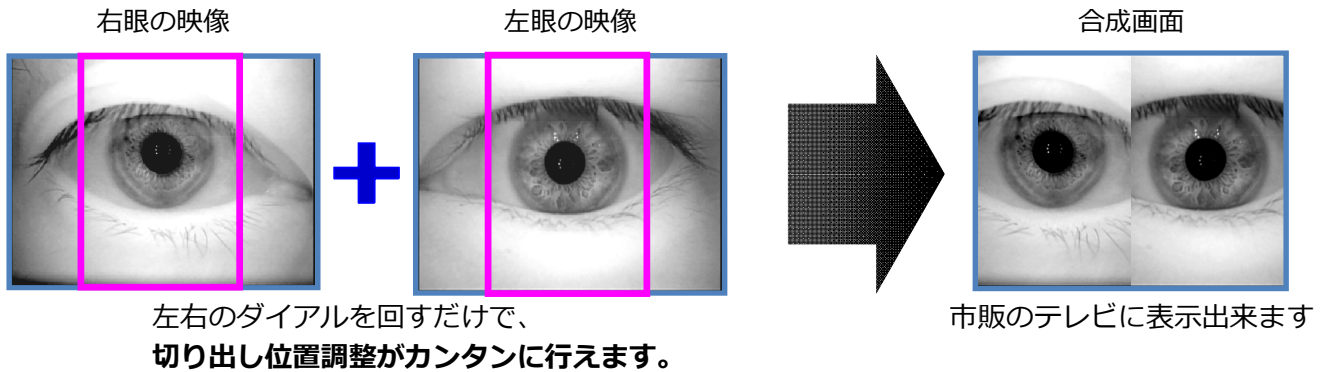 右眼の映像
左眼の映像
合成画面
左右のダイアルを回すだけで、
切り出し位置調整がカンタンに行えます。
市販のテレビに表示出来ます